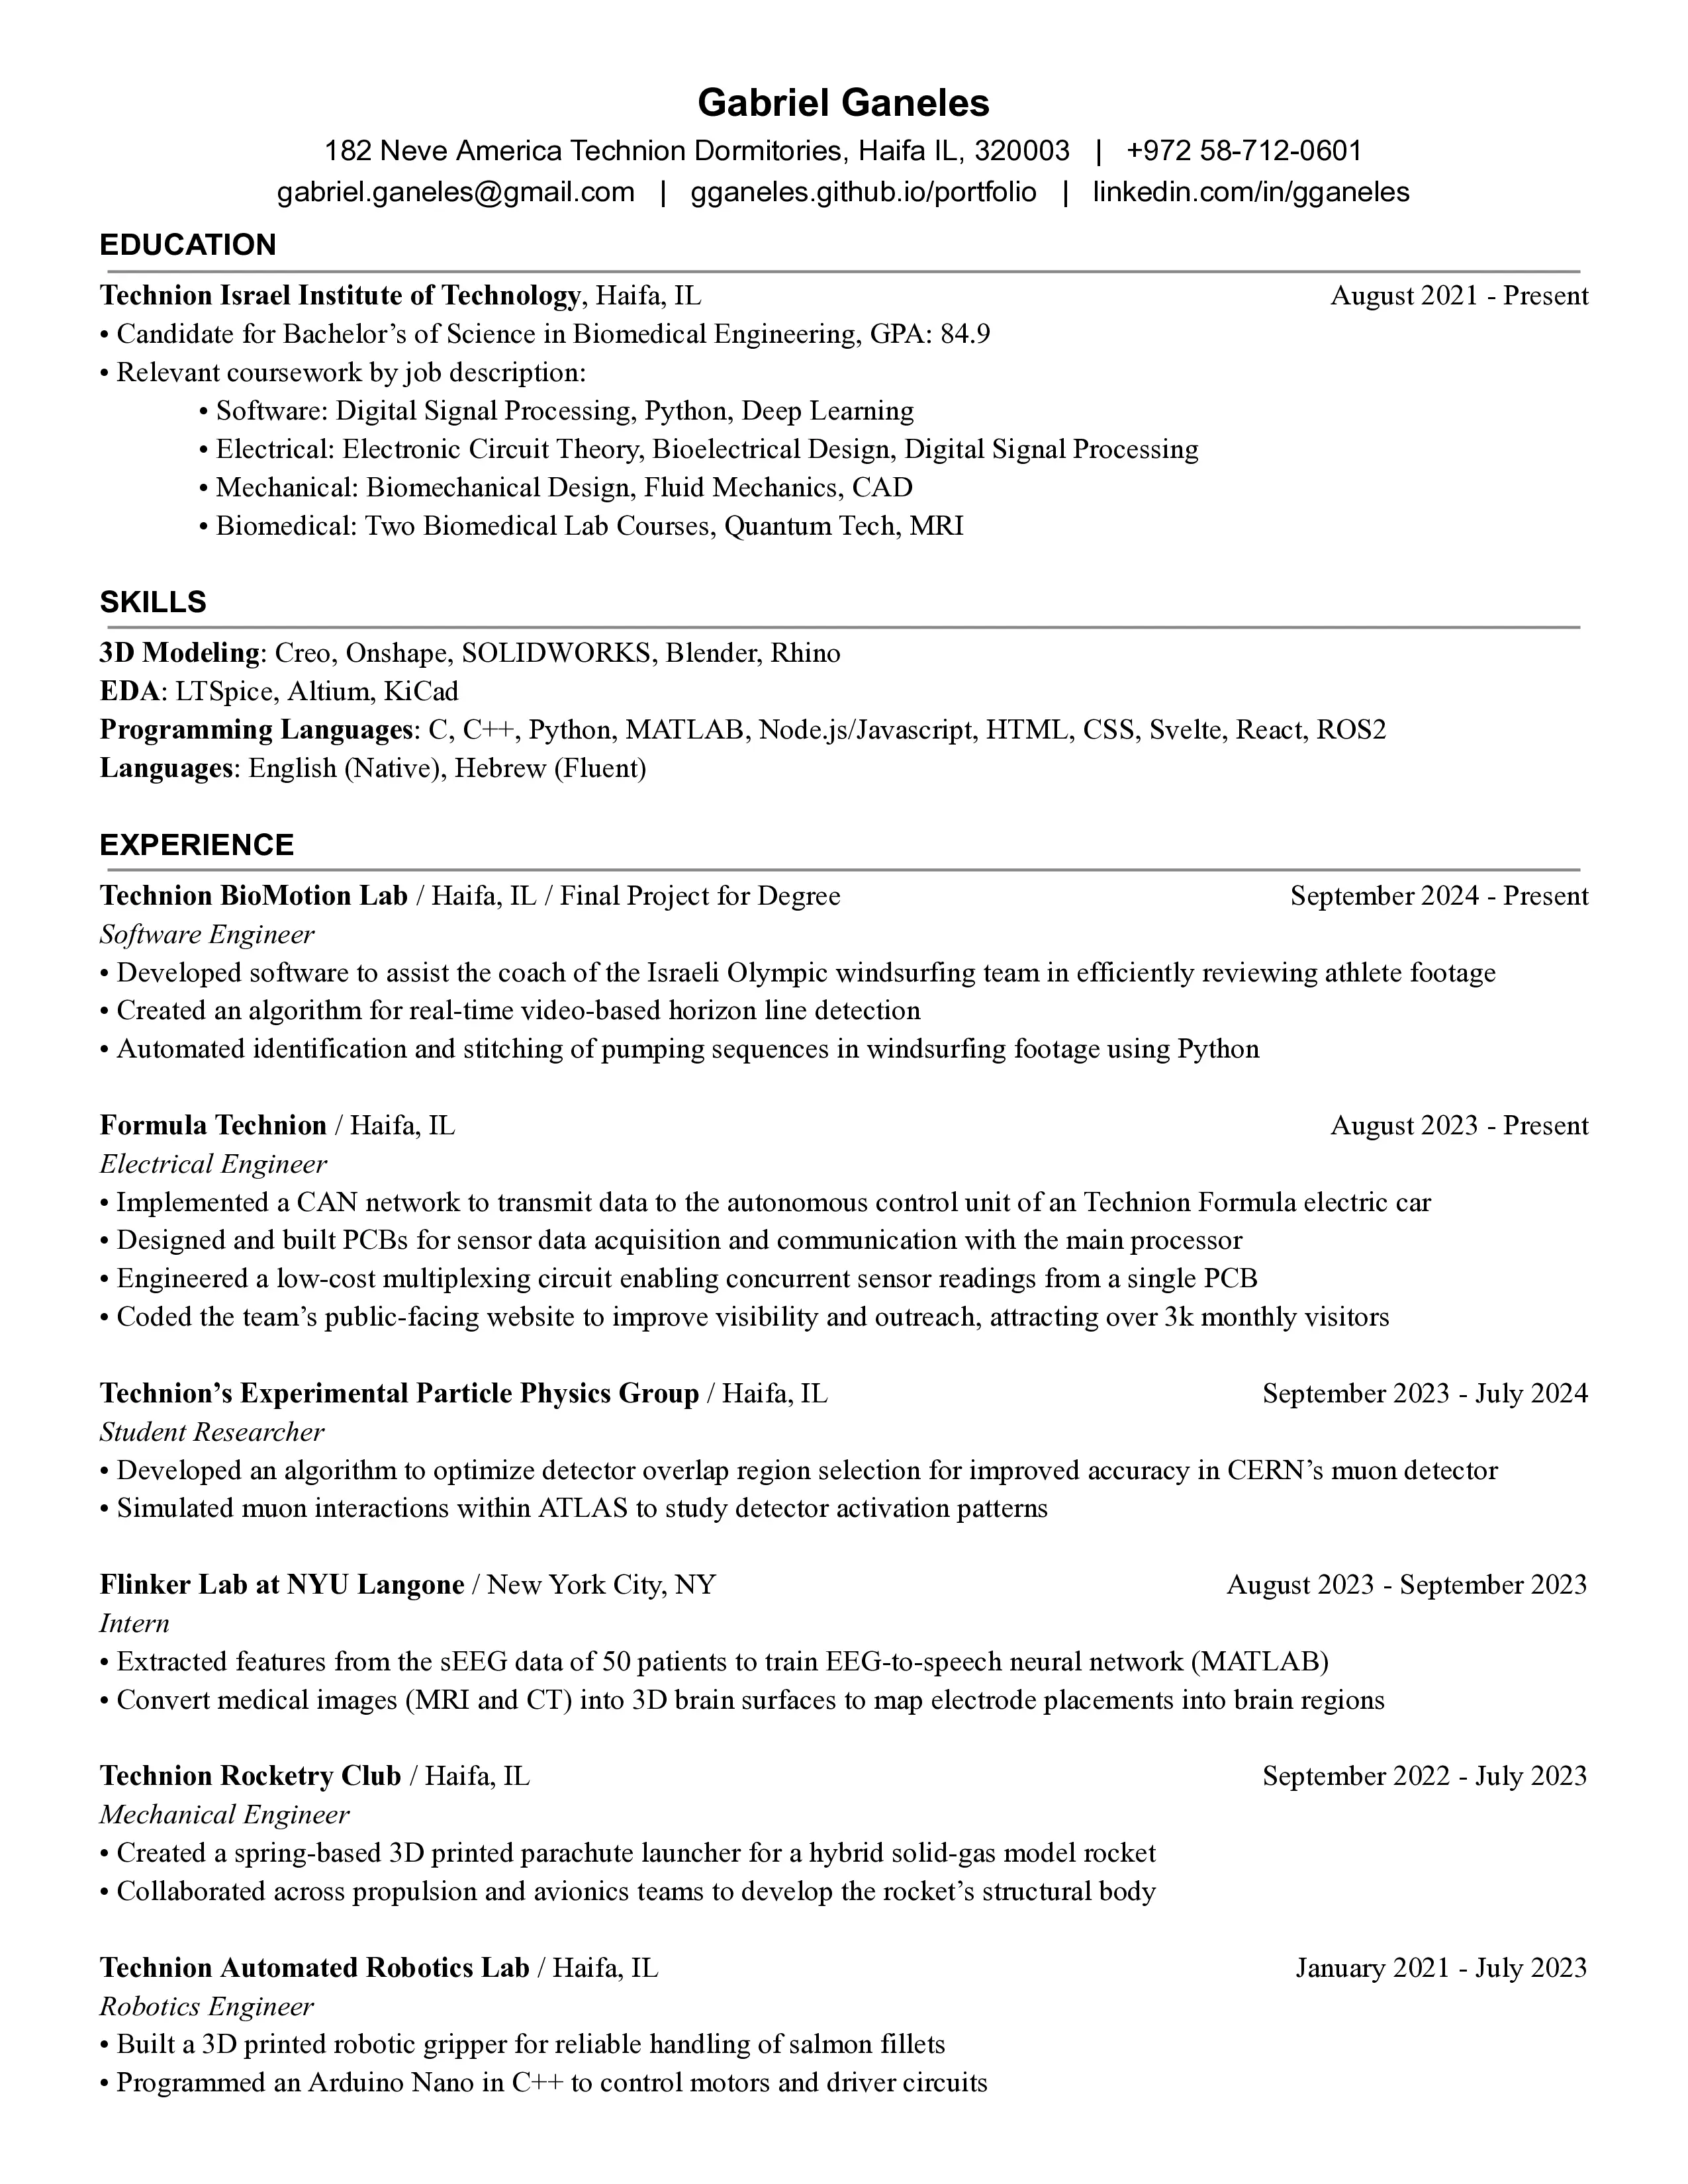 Gabriel Ganeles
182 Neve America Technion Dormitories, Haifa IL, 320003 | +972 58-712-0601
gabriel.ganeles@gmail.com | gganeles.github.io/portfolio | linkedin.com/in/gganeles
EDUCATION
Technion Israel Institute of Technology, Haifa, IL August 2021 - Present
• Candidate for Bachelor’s of Science in Biomedical Engineering, GPA: 84.9
• Relevant coursework by job description:
• Software: Digital Signal Processing, Python, Deep Learning
• Electrical: Electronic Circuit Theory, Bioelectrical Design, Digital Signal Processing
• Mechanical: Biomechanical Design, Fluid Mechanics, CAD
• Biomedical: Two Biomedical Lab Courses, Quantum Tech, MRI
SKILLS
3D Modeling: Creo, Onshape, SOLIDWORKS, Blender, Rhino
EDA: LTSpice, Altium, KiCad
Programming Languages: C, C++, Python, MATLAB, Node.js/Javascript, HTML, CSS, Svelte, React, ROS2
Languages: English (Native), Hebrew (Fluent)
EXPERIENCE
Technion BioMotion Lab / Haifa, IL / Final Project for Degree September 2024 - Present
Software Engineer
• Developed software to assist the coach of the Israeli Olympic windsurfing team in efficiently reviewing athlete footage
• Created an algorithm for real-time video-based horizon line detection
• Automated identification and stitching of pumping sequences in windsurfing footage using Python
Formula Technion / Haifa, IL August 2023 - Present
Electrical Engineer
• Implemented a CAN network to transmit data to the autonomous control unit of an Technion Formula electric car
• Designed and built PCBs for sensor data acquisition and communication with the main processor
• Engineered a low-cost multiplexing circuit enabling concurrent sensor readings from a single PCB
• Coded the team’s public-facing website to improve visibility and outreach, attracting over 3k monthly visitors
Technion’s Experimental Particle Physics Group / Haifa, IL September 2023 - July 2024
Student Researcher
• Developed an algorithm to optimize detector overlap region selection for improved accuracy in CERN’s muon detector
• Simulated muon interactions within ATLAS to study detector activation patterns
Flinker Lab at NYU Langone / New York City, NY August 2023 - September 2023
Intern
• Extracted features from the sEEG data of 50 patients to train EEG-to-speech neural network (MATLAB)
• Convert medical images (MRI and CT) into 3D brain surfaces to map electrode placements into brain regions
Technion Rocketry Club / Haifa, IL September 2022 - July 2023
Mechanical Engineer
• Created a spring-based 3D printed parachute launcher for a hybrid solid-gas model rocket
• Collaborated across propulsion and avionics teams to develop the rocket’s structural body
Technion Automated Robotics Lab / Haifa, IL January 2021 - July 2023
Robotics Engineer
• Built a 3D printed robotic gripper for reliable handling of salmon fillets
• Programmed an Arduino Nano in C++ to control motors and driver circuits